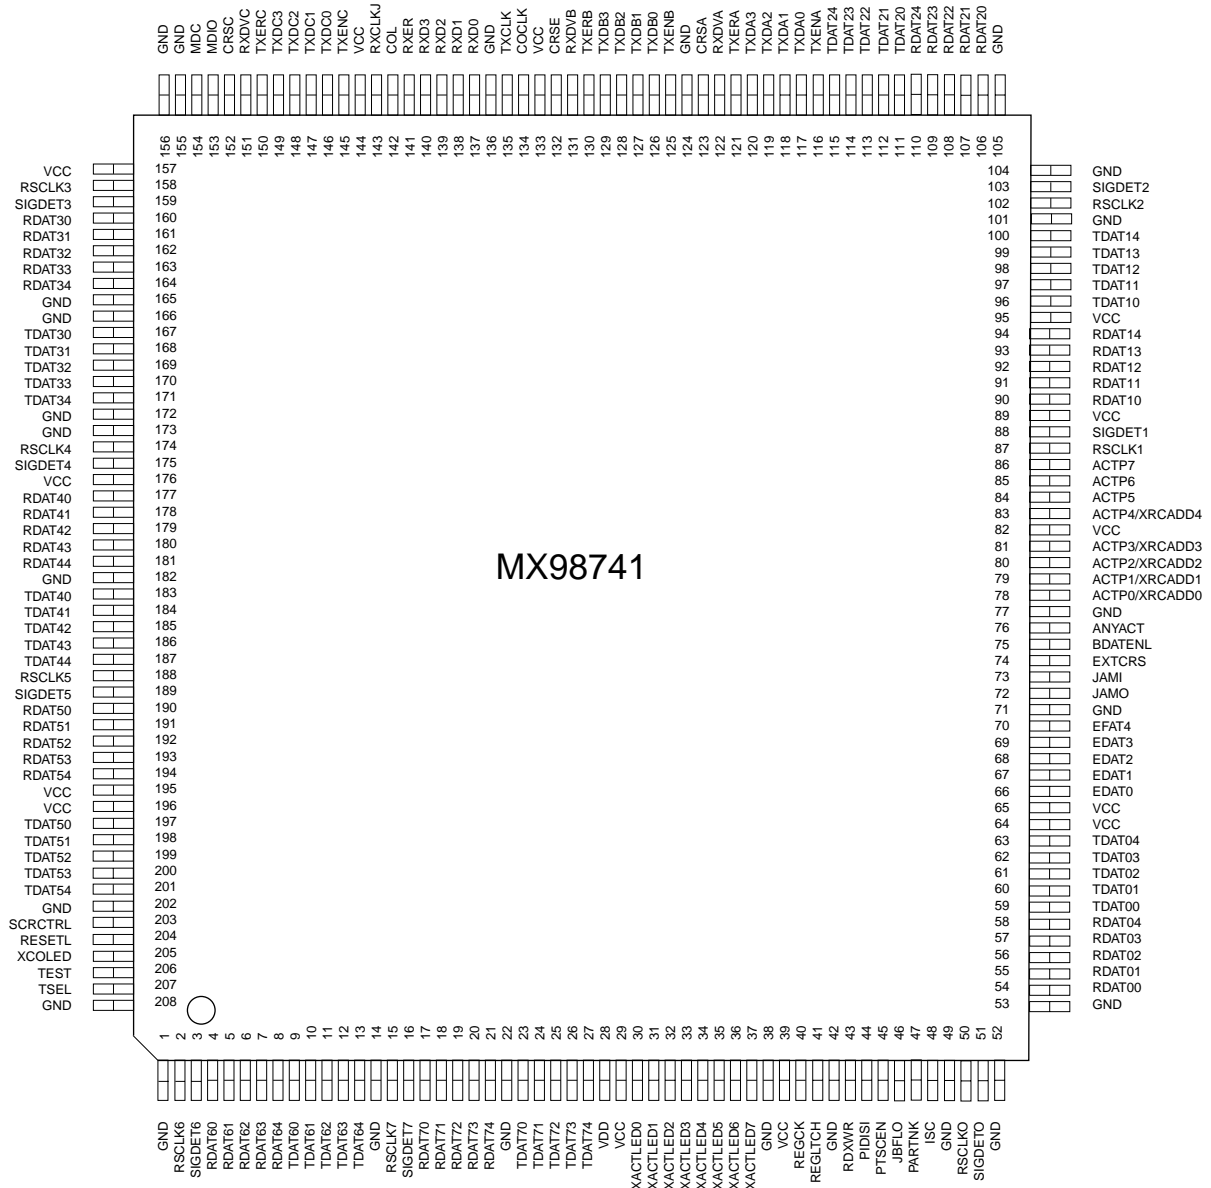 GND 156
GND 155
MDC 154
MDIO 153
CRSC 152
RXDVC 151
TXERC 150
TXDC3 149
TXDC2 148
TXDC1 147
TXDC0 146
TXENC 145
VCC 144
RXCLKJ 143
COL 142
RXER 141
RXD3 140
RXD2 139
RXD1 138
RXD0 137
GND 136
TXCLK 135
COCLK 134
VCC 133
CRSE 132
RXDVB 131
TXERB 130
TXDB3 129
TXDB2 128
TXDB1 127
TXDB0 126
TXENB 125
GND 124
CRSA 123
RXDVA 122
TXERA 121
TXDA3 120
TXDA2 119
TXDA1 118
TXDA0 117
TXENA 116
TDAT24 115
TDAT23 114
TDAT22 113
TDAT21 112
TDAT20 111
RDAT24 110
RDAT23 109
RDAT22 108
RDAT21 107
RDAT20 106
GND 105
VCC 157
RSCLK3 158
SIGDET3 159
RDAT30 160
RDAT31 161
RDAT32 162
RDAT33 163
RDAT34 164
GND 165
GND 166
TDAT30 167
TDAT31 168
TDAT32 169
TDAT33 170
TDAT34 171
GND 172
GND 173
RSCLK4 174
SIGDET4 175
VCC 176
RDAT40 177
RDAT41 178
RDAT42 179
RDAT43 180
RDAT44 181
GND 182
TDAT40 183
TDAT41 184
TDAT42 185
TDAT43 186
TDAT44 187
RSCLK5 188
SIGDET5 189
RDAT50 190
RDAT51 191
RDAT52 192
RDAT53 193
RDAT54 194
VCC 195
VCC 196
TDAT50 197
TDAT51 198
TDAT52 199
TDAT53 200
TDAT54 201
GND 202
SCRCTRL 203
RESETL 204
XCOLED 205
TEST 206
TSEL 207
GND 208
MX98741
104 GND
103 SIGDET2
102 RSCLK2
101 GND
100 TDAT14
99 TDAT13
98 TDAT12
97 TDAT11
96 TDAT10
95 VCC
94 RDAT14
93 RDAT13
92 RDAT12
91 RDAT11
90 RDAT10
89 VCC
88 SIGDET1
87 RSCLK1
86 ACTP7
85 ACTP6
84 ACTP5
83 ACTP4/XRCADD4
82 VCC
81 ACTP3/XRCADD3
80 ACTP2/XRCADD2
79 ACTP1/XRCADD1
78 ACTP0/XRCADD0
77 GND
76 ANYACT
75 BDATENL
74 EXTCRS
73 JAMI
72 JAMO
71 GND
70 EFAT4
69 EDAT3
68 EDAT2
67 EDAT1
66 EDAT0
65 VCC
64 VCC
63 TDAT04
62 TDAT03
61 TDAT02
60 TDAT01
59 TDAT00
58 RDAT04
57 RDAT03
56 RDAT02
55 RDAT01
54 RDAT00
53 GND
1 GND
2 RSCLK6
3 SIGDET6
4 RDAT60
5 RDAT61
6 RDAT62
7 RDAT63
8 RDAT64
9 TDAT60
10 TDAT61
11 TDAT62
12 TDAT63
13 TDAT64
14 GND
15 RSCLK7
16 SIGDET7
17 RDAT70
18 RDAT71
19 RDAT72
20 RDAT73
21 RDAT74
22 GND
23 TDAT70
24 TDAT71
25 TDAT72
26 TDAT73
27 TDAT74
28 VDD
29 VCC
30 XACTLED0
31 XACTLED1
32 XACTLED2
33 XACTLED3
34 XACTLED4
35 XACTLED5
36 XACTLED6
37 XACTLED7
38 GND
39 VCC
40 REGCK
41 REGLTCH
42 GND
43 RDXWR
44 PIDDISI
45 PTSCEN
46 JBFLO
47 PARTNK
48 ISC
49 GND
50 RSCLKO
51 SIGDETO
52 GND